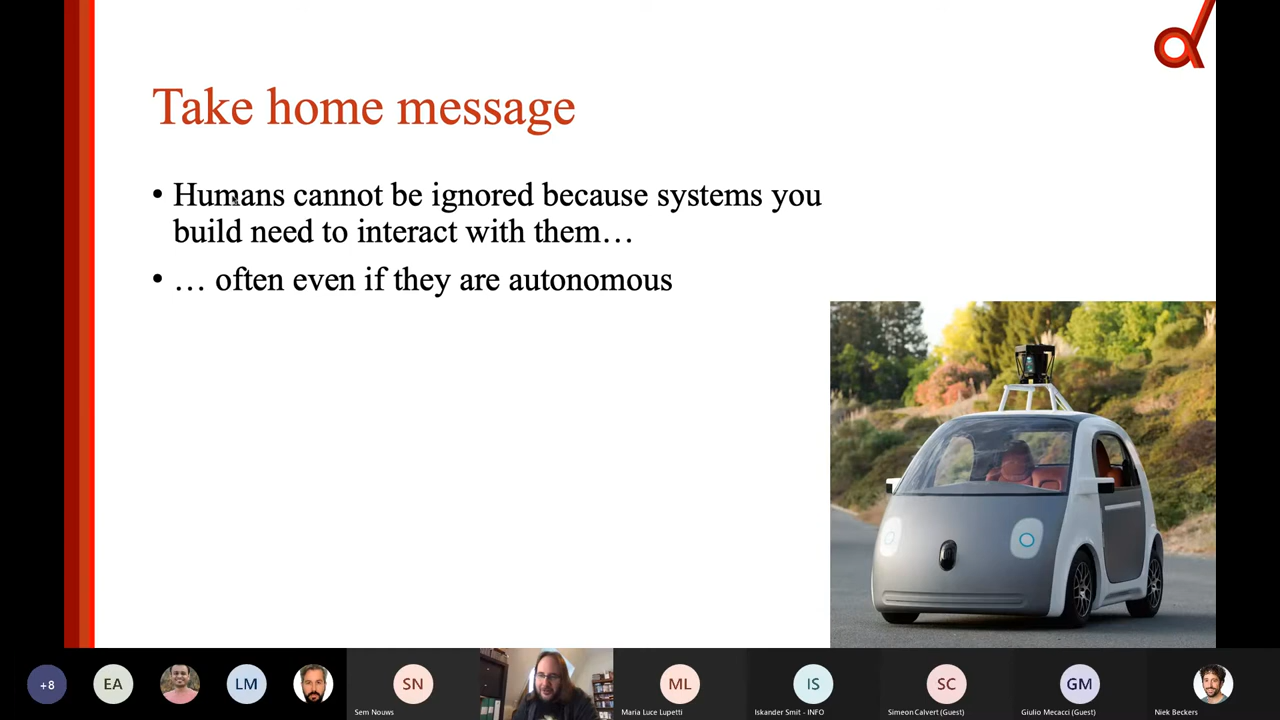 Take home message
• Humans cannot be ignored because systems you
build need to interact with them…
• … often even if they are autonomous
+8
EA
LM
SN
Sem Nouws
ML
Maria Luce Lupetti
IS
Iskander Smit - INFO
SC
Simeon Calvert (Guest)
GM
Giulio Mecacci (Guest)
Niek Beckers